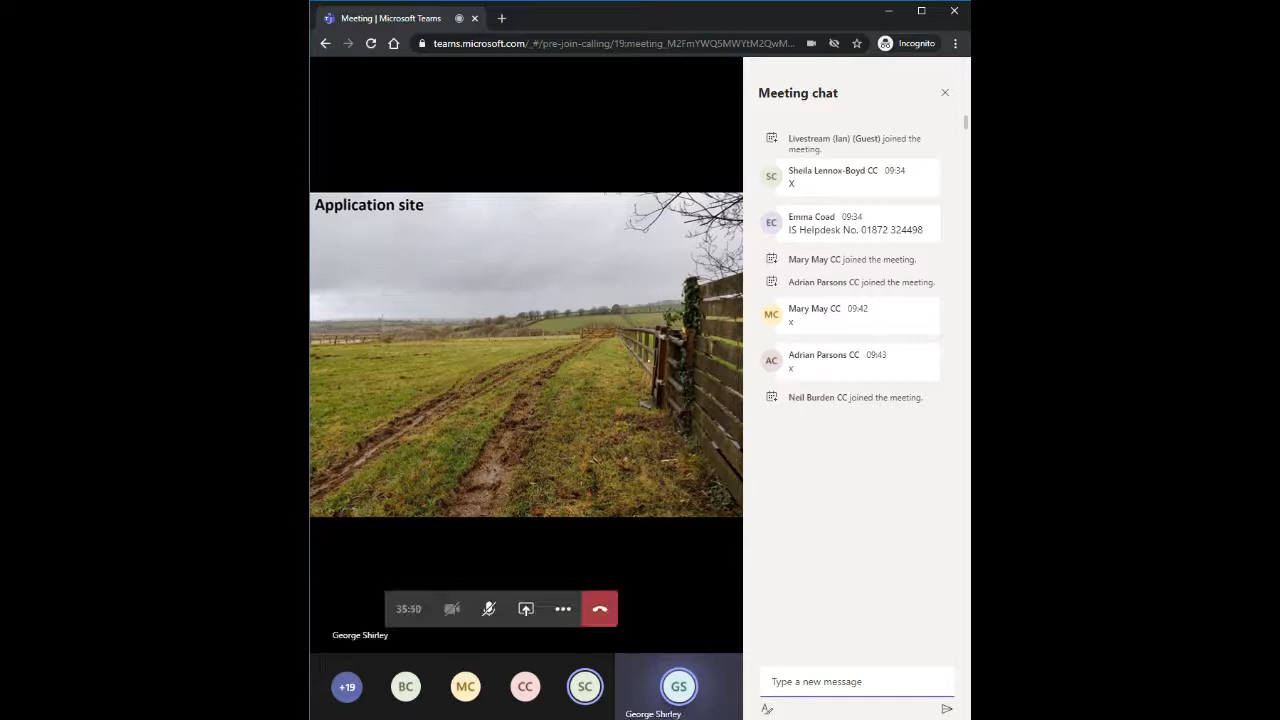 Meeting | Microsoft Teams
teams.microsoft.com/_#/pre-join-calling/19:meeting_M2FmYWQ5MWYtM2QwM...
Incognito
Application site
Meeting chat
Livestream (Ian) (Guest) joined the
meeting.
SC
Sheila Lennox-Boyd CC 09:34
X
EC
Emma Coad 09:34
IS Helpdesk No. 01872 324498
Mary May CC joined the meeting.
Adrian Parsons CC joined the meeting.
MC
Mary May CC 09:42
x
AC
Adrian Parsons CC 09:43
x
Neil Burden CC joined the meeting.
35:50
George Shirley
+19
BC
MC
CC
SC
GS
George Shirley
Type a new message